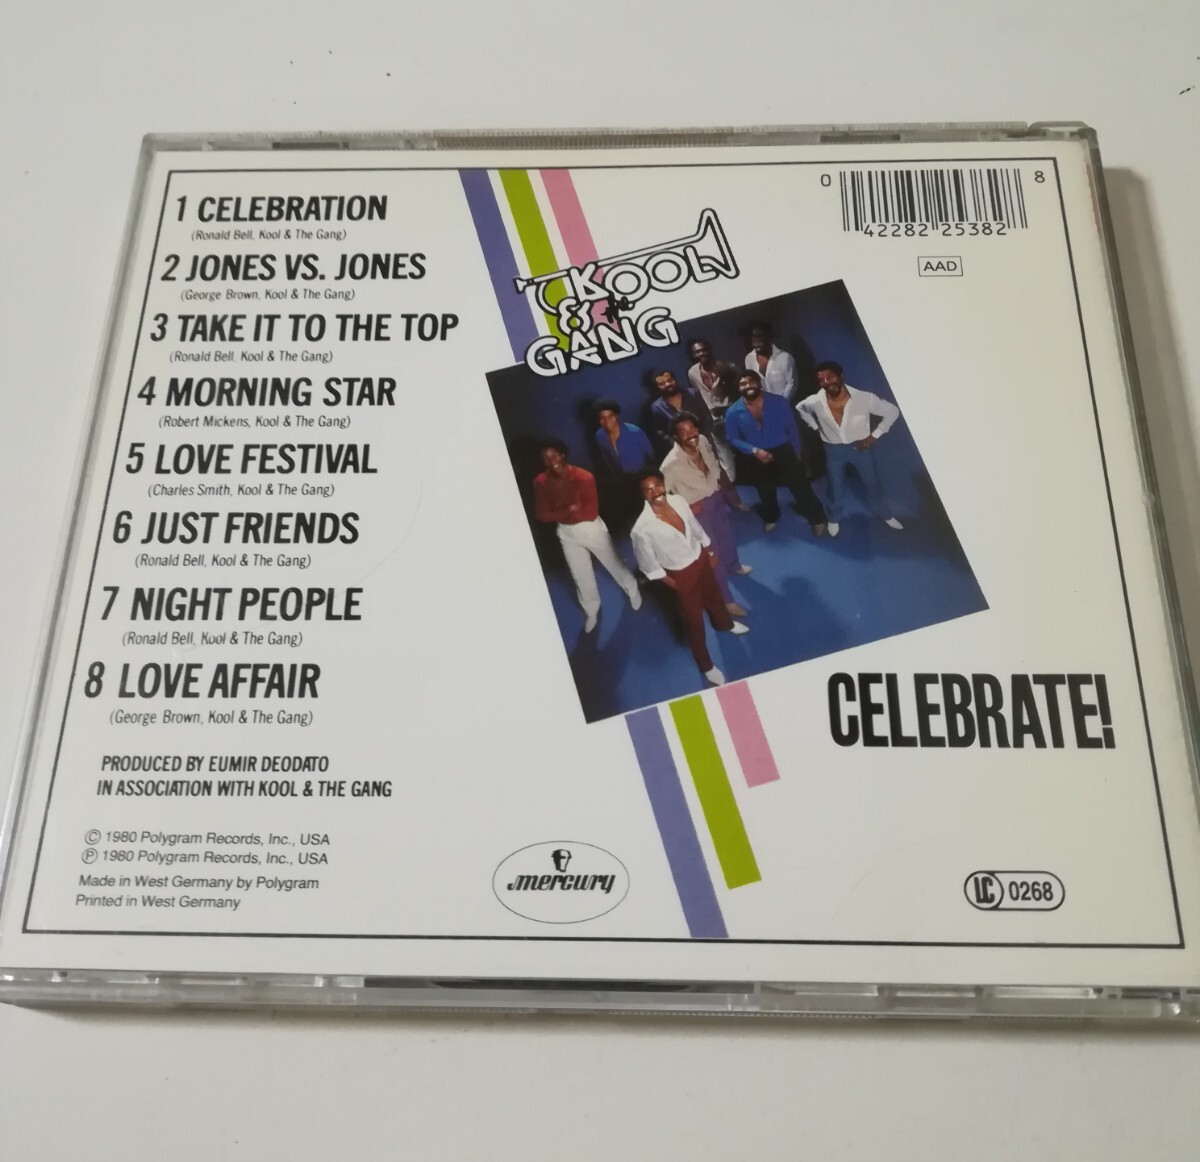 1 CELEBRATION
(Ronald Bell, Kool & The Gang)
2 JONES VS. JONES
(George Brown, Kool & The Gang)
3 TAKE IT TO THE TOP
(Ronald Bell, Kool & The Gang)
4 MORNING STAR
(Robert Mickens, Kool & The Gang)
5 LOVE FESTIVAL
(Charles Smith, Kool & The Gang)
6 JUST FRIENDS
(Ronald Bell, Kool & The Gang)
7 NIGHT PEOPLE
(Ronald Bell, Kool & The Gang)
8 LOVE AFFAIR
(George Brown, Kool & The Gang)
PRODUCED BY EUMIR DEODATO
IN ASSOCIATION WITH KOOL & THE GANG
© 1980 Polygram Records, Inc., USA
℗ 1980 Polygram Records, Inc., USA
Made in West Germany by Polygram
Printed in West Germany
KOOL
& the
GANG
mercury
0 42282 25382 8
AAD
CELEBRATE!
LC 0268